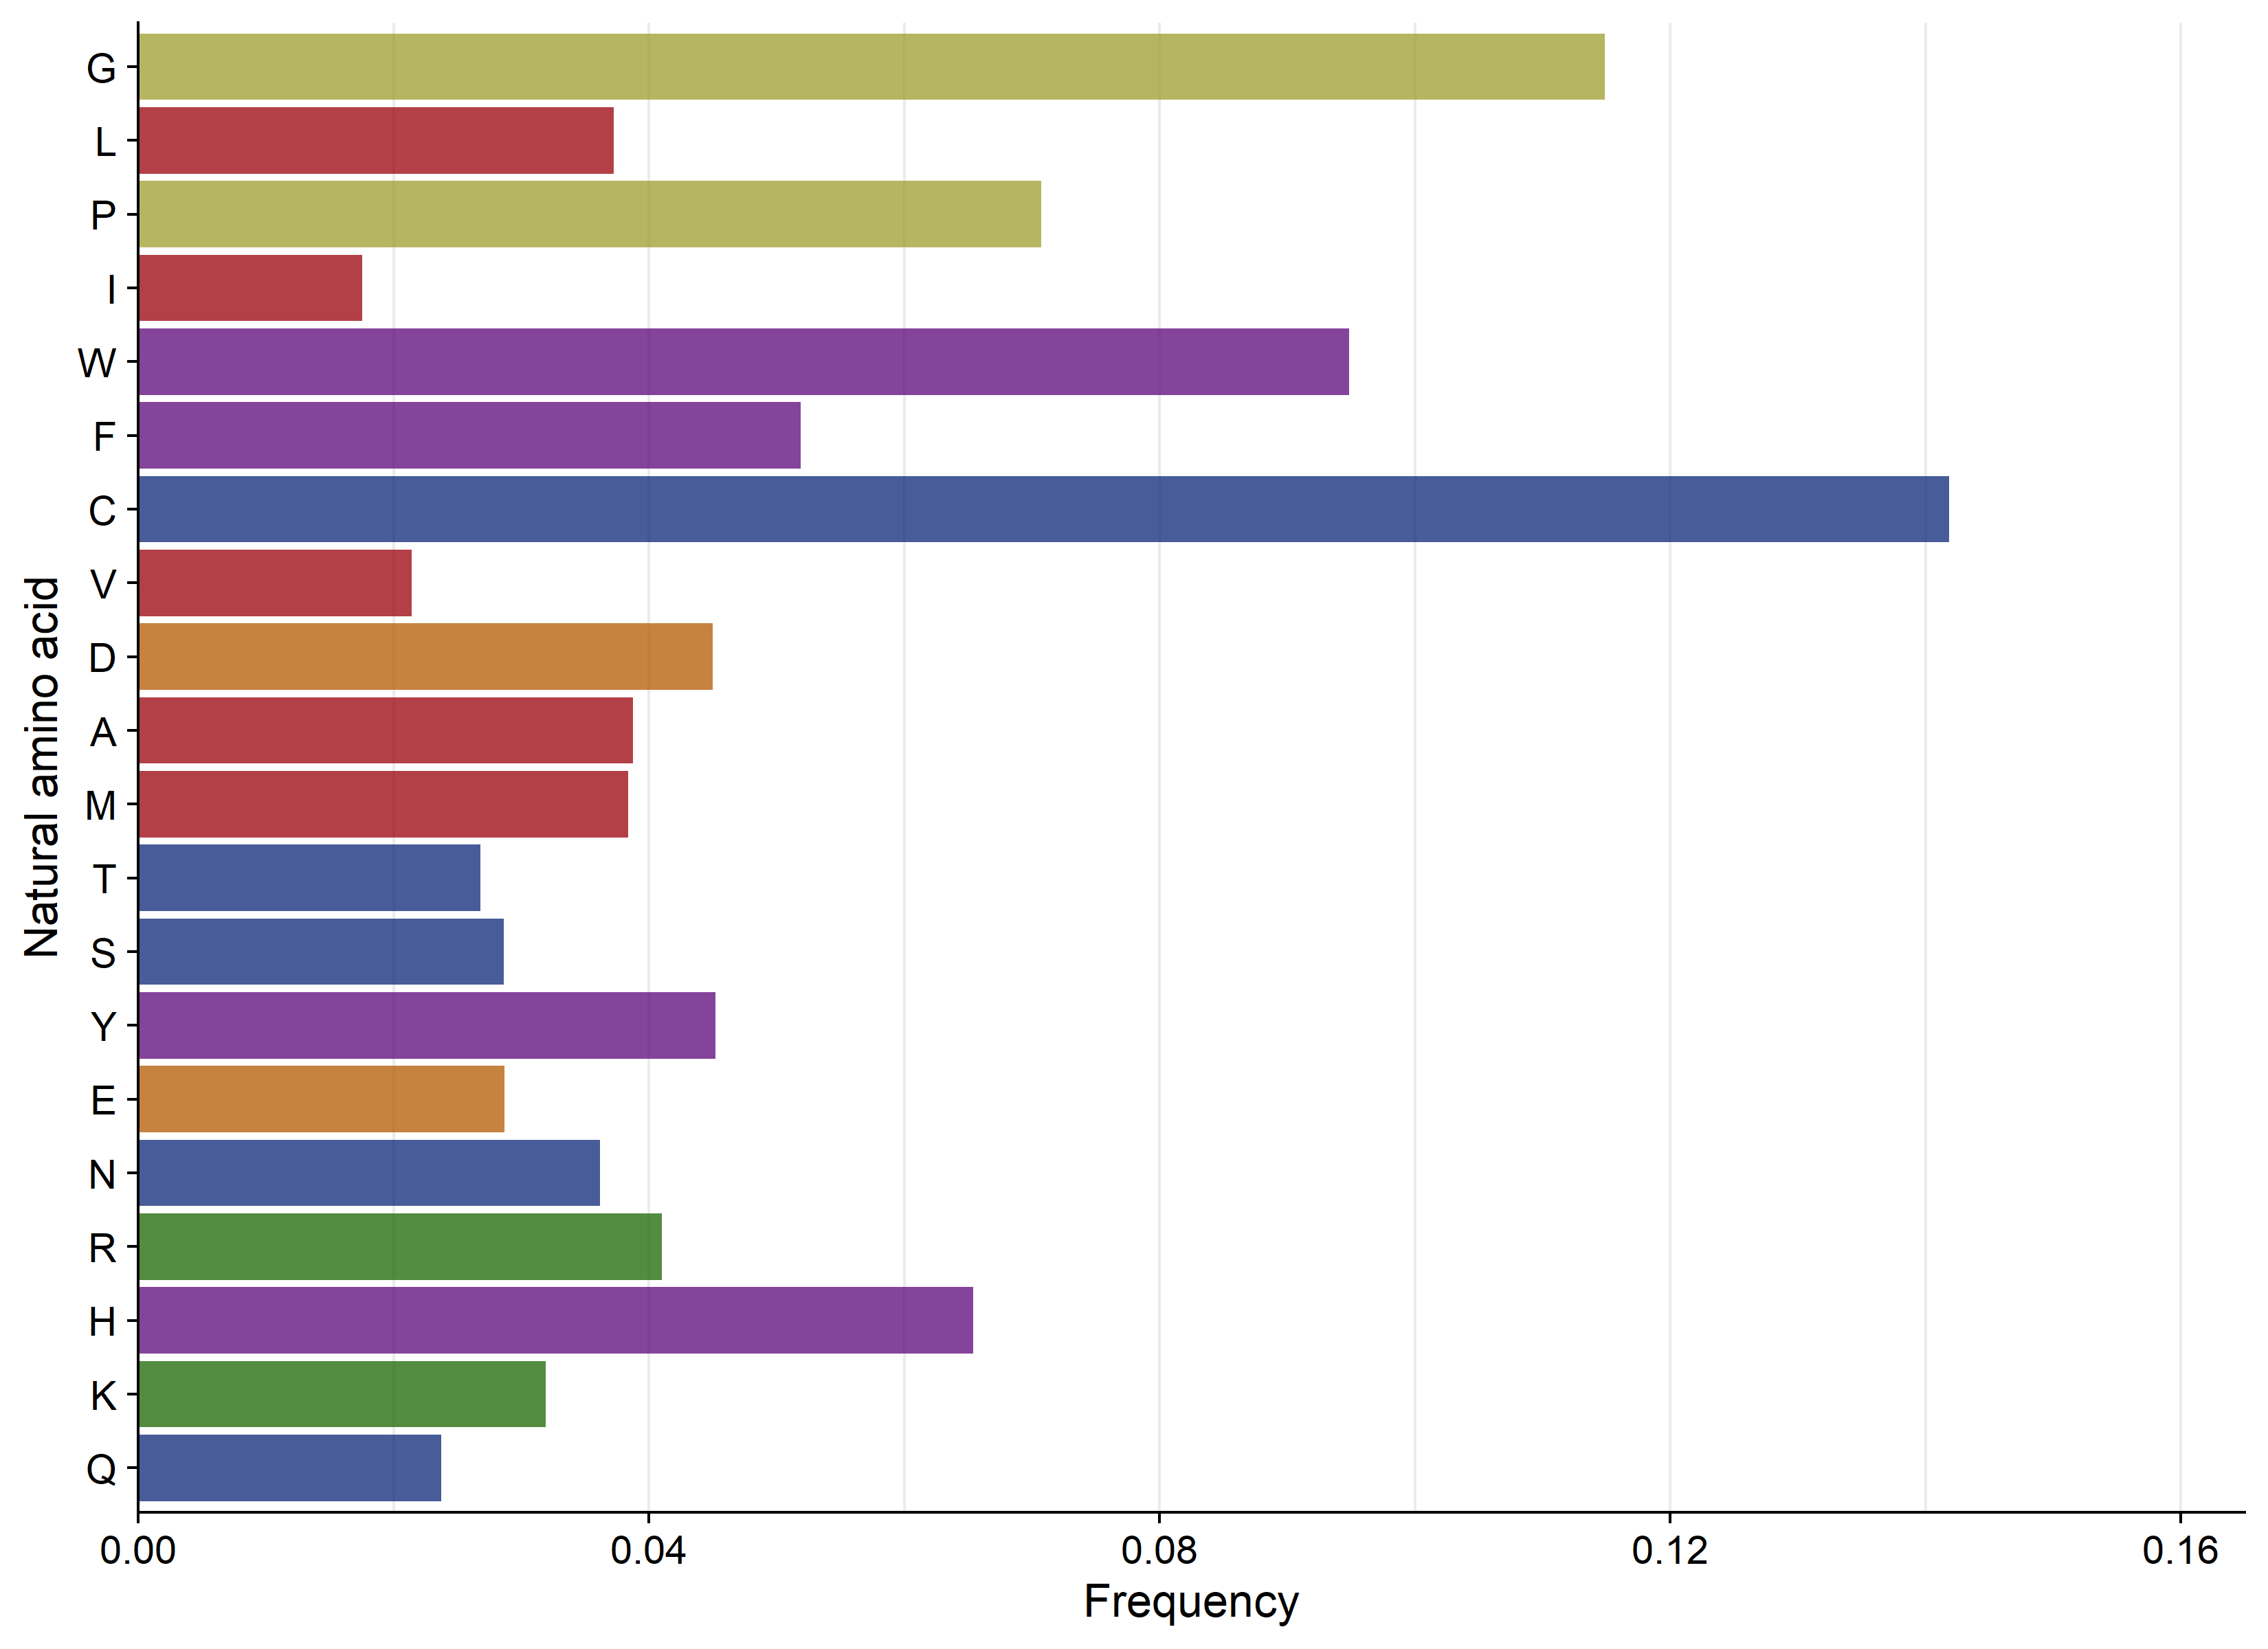 Natural amino acid
G
L
P
I
W
F
C
V
D
A
M
T
S
Y
E
N
R
H
K
Q
0.00 0.04 0.08 0.12 0.16
Frequency